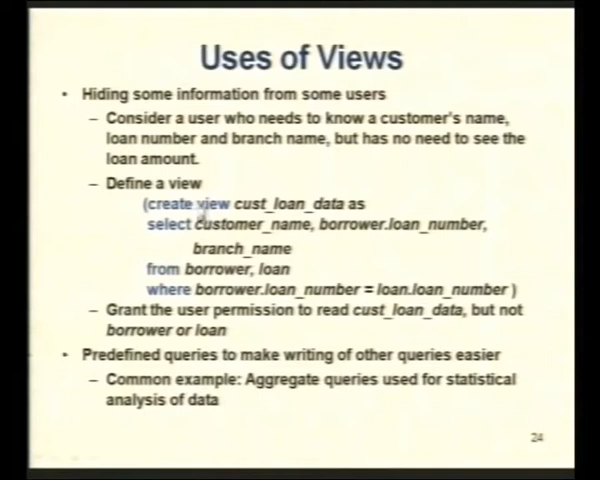 Uses of Views
• Hiding some information from some users
– Consider a user who needs to know a customer's name,
loan number and branch name, but has no need to see the
loan amount.
– Define a view
(create view cust_loan_data as
select customer_name, borrower.loan_number,
branch_name
from borrower, loan
where borrower.loan_number = loan.loan_number )
– Grant the user permission to read cust_loan_data, but not
borrower or loan
• Predefined queries to make writing of other queries easier
– Common example: Aggregate queries used for statistical
analysis of data
24